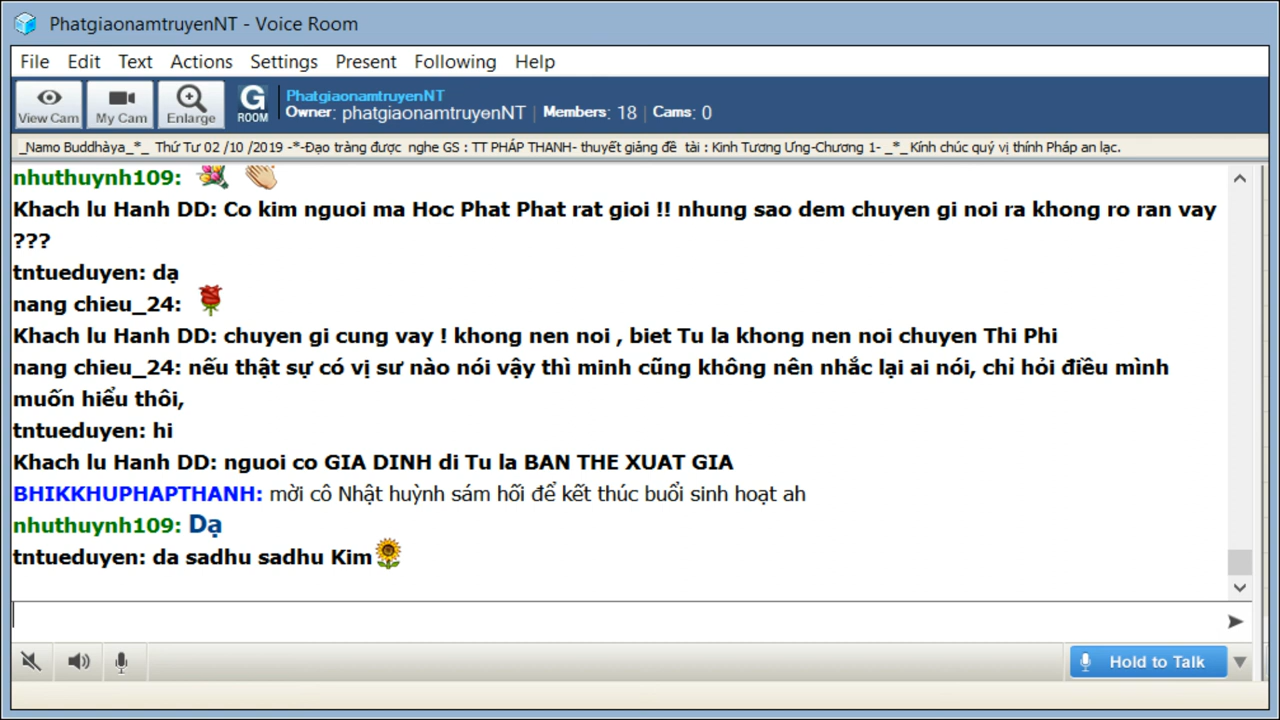 PhatgiaonamtruyenNT - Voice Room
File Edit Text Actions Settings Present Following Help
View Cam My Cam Enlarge G ROOM PhatgiaonamtruyenNT
Owner: phatgiaonamtruyenNT | Members: 18 | Cams: 0
_Namo Buddhàya_*_ Thứ Tư 02 /10 /2019 -*-Đạo tràng được nghe GS : TT PHÁP THANH- thuyết giảng đề tài : Kinh Tương Ưng-Chương 1- _*_ Kính chúc quý vị thính Pháp an lạc.
nhuthuynh109:
Khach lu Hanh DD: Co kim nguoi ma Hoc Phat Phat rat gioi !! nhung sao dem chuyen gi noi ra khong ro ran vay
???
tntueduyen: dạ
nang chieu_24:
Khach lu Hanh DD: chuyen gi cung vay ! khong nen noi , biet Tu la khong nen noi chuyen Thi Phi
nang chieu_24: nếu thật sự có vị sư nào nói vậy thì minh cũng không nên nhắc lại ai nói, chỉ hỏi điều mình
muốn hiểu thôi,
tntueduyen: hi
Khach lu Hanh DD: nguoi co GIA DINH di Tu la BAN THE XUAT GIA
BHIKKHUPHAPTHANH: mời cô Nhật huỳnh sám hối để kết thúc buổi sinh hoạt ah
nhuthuynh109: Dạ
tntueduyen: da sadhu sadhu Kim
Hold to Talk